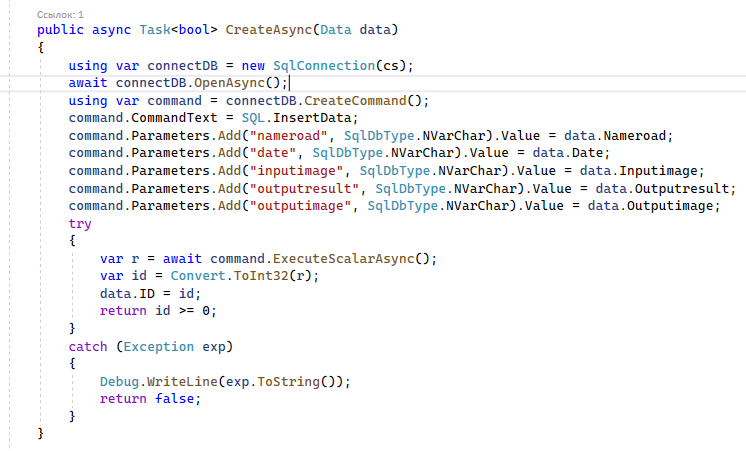 Ссылок: 1
public async Task<bool> CreateAsync(Data data)
{
    using var connectDB = new SqlConnection(cs);
    await connectDB.OpenAsync();
    using var command = connectDB.CreateCommand();
    command.CommandText = SQL.InsertData;
    command.Parameters.Add("nameroad", SqlDbType.NVarChar).Value = data.Nameroad;
    command.Parameters.Add("date", SqlDbType.NVarChar).Value = data.Date;
    command.Parameters.Add("inputimage", SqlDbType.NVarChar).Value = data.Inputimage;
    command.Parameters.Add("outputresult", SqlDbType.NVarChar).Value = data.Outputresult;
    command.Parameters.Add("outputimage", SqlDbType.NVarChar).Value = data.Outputimage;
    try
    {
        var r = await command.ExecuteScalarAsync();
        var id = Convert.ToInt32(r);
        data.ID = id;
        return id >= 0;
    }
    catch (Exception exp)
    {
        Debug.WriteLine(exp.ToString());
        return false;
    }
}